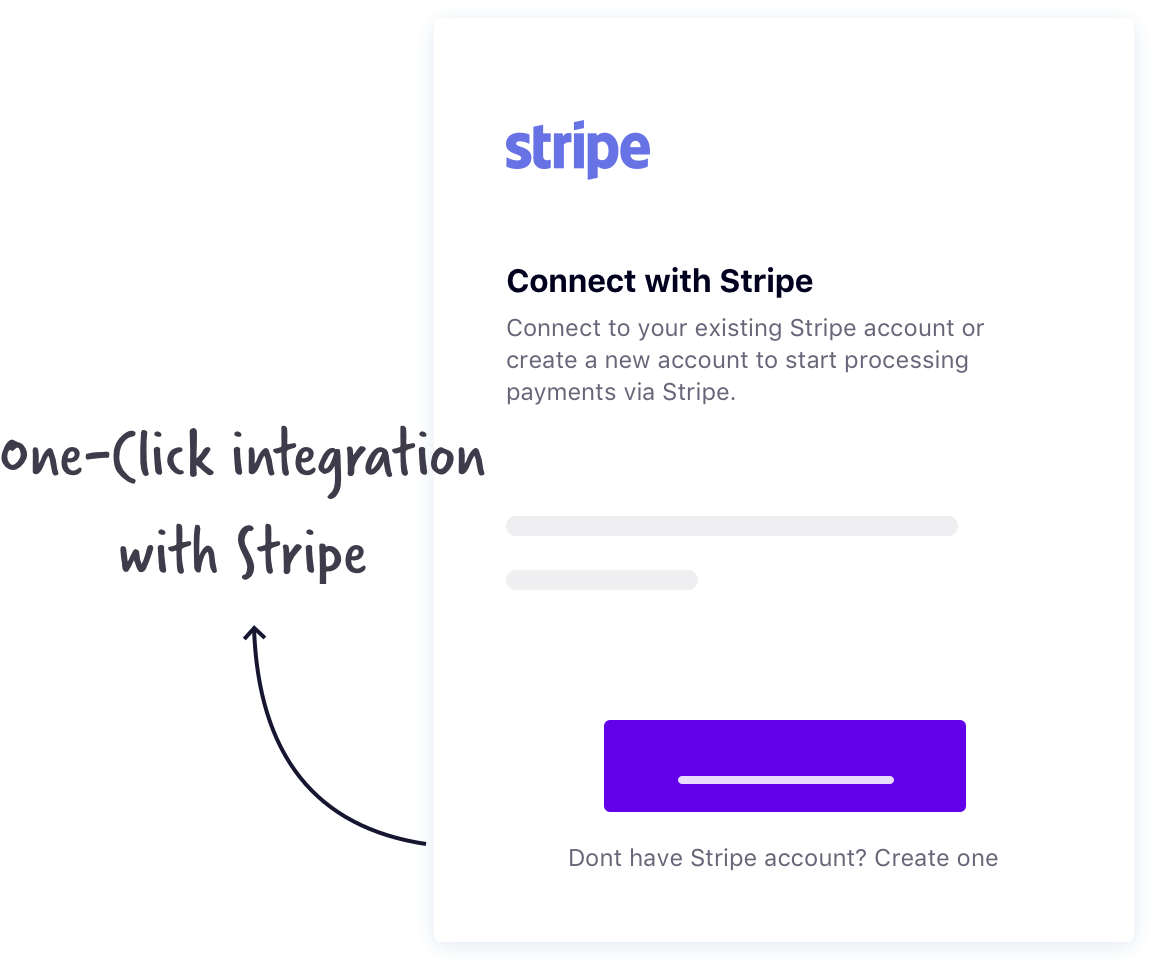 stripe
Connect with Stripe
Connect to your existing Stripe account or
create a new account to start processing
payments via Stripe.
One-Click integration
with Stripe
Dont have Stripe account? Create one